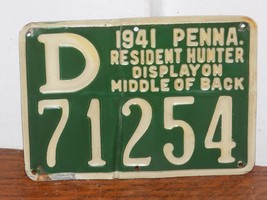 D
1941 PENNA.
RESIDENT HUNTER
DISPLAY ON
MIDDLE OF BACK
71254